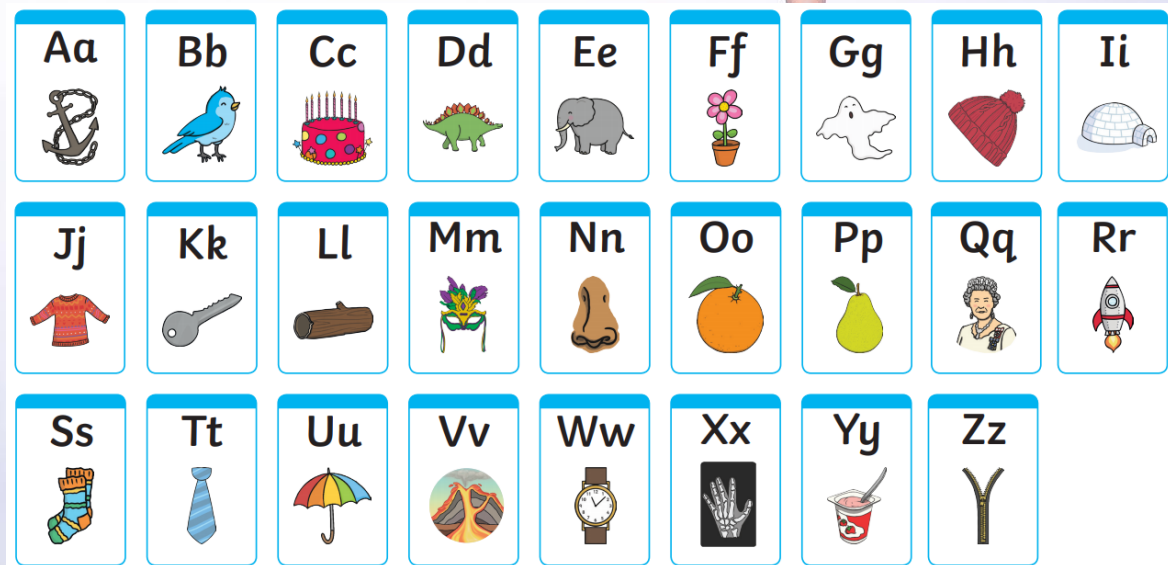 Aa Bb Cc Dd Ee Ff Gg Hh Ii
Jj Kk Ll Mm Nn Oo Pp Qq Rr
Ss Tt Uu Vv Ww Xx Yy Zz